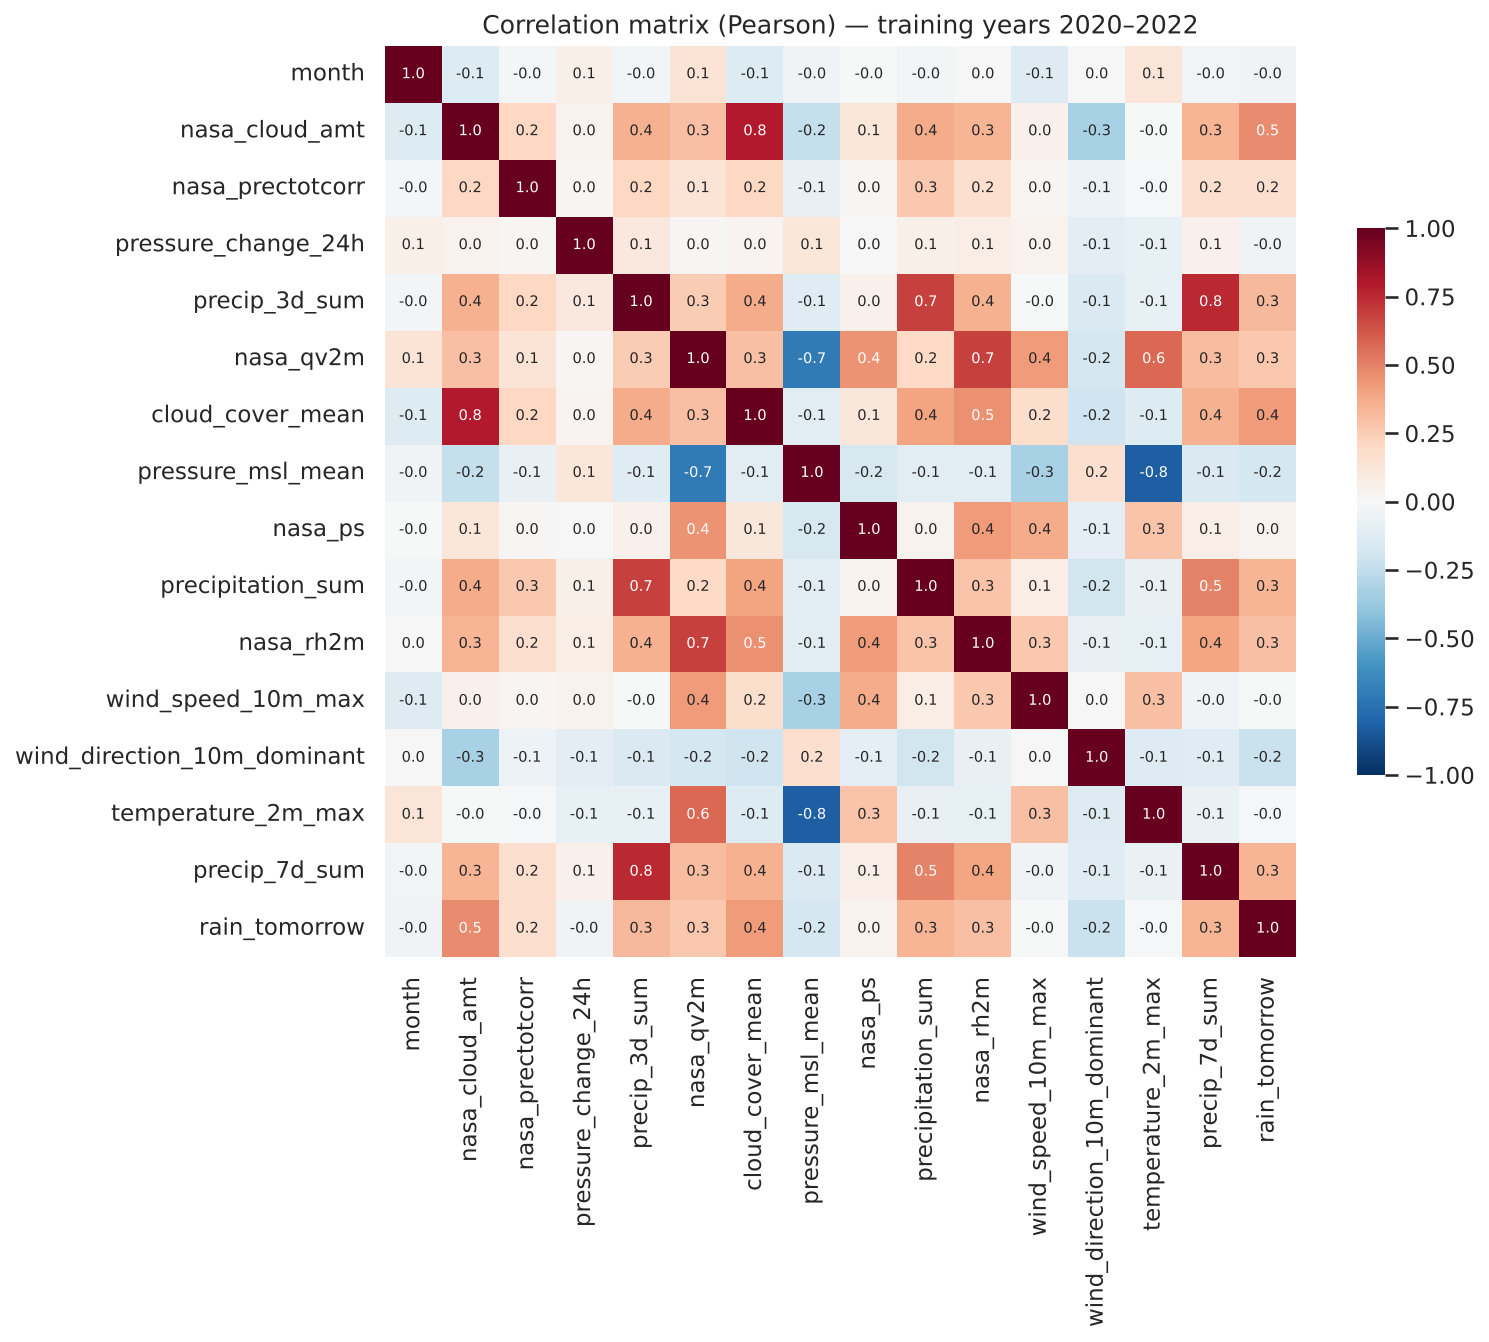 Correlation matrix (Pearson) — training years 2020–2022
month 1.0 -0.1 -0.0 0.1 -0.0 0.1 -0.1 -0.0 -0.0 -0.0 0.0 -0.1 0.0 0.1 -0.0 -0.0
nasa_cloud_amt -0.1 1.0 0.2 0.0 0.4 0.3 0.8 -0.2 0.1 0.4 0.3 0.0 -0.3 -0.0 0.3 0.5
nasa_prectotcorr -0.0 0.2 1.0 0.0 0.2 0.1 0.2 -0.1 0.0 0.3 0.2 0.0 -0.1 -0.0 0.2 0.2
pressure_change_24h 0.1 0.0 0.0 1.0 0.1 0.0 0.0 0.1 0.0 0.1 0.1 0.0 -0.1 -0.1 0.1 -0.0
precip_3d_sum -0.0 0.4 0.2 0.1 1.0 0.3 0.4 -0.1 0.0 0.7 0.4 -0.0 -0.1 -0.1 0.8 0.3
nasa_qv2m 0.1 0.3 0.1 0.0 0.3 1.0 0.3 -0.7 0.4 0.2 0.7 0.4 -0.2 0.6 0.3 0.3
cloud_cover_mean -0.1 0.8 0.2 0.0 0.4 0.3 1.0 -0.1 0.1 0.4 0.5 0.2 -0.2 -0.1 0.4 0.4
pressure_msl_mean -0.0 -0.2 -0.1 0.1 -0.1 -0.7 -0.1 1.0 -0.2 -0.1 -0.1 -0.3 0.2 -0.8 -0.1 -0.2
nasa_ps -0.0 0.1 0.0 0.0 0.0 0.4 0.1 -0.2 1.0 0.0 0.4 0.4 -0.1 0.3 0.1 0.0
precipitation_sum -0.0 0.4 0.3 0.1 0.7 0.2 0.4 -0.1 0.0 1.0 0.3 0.1 -0.2 -0.1 0.5 0.3
nasa_rh2m 0.0 0.3 0.2 0.1 0.4 0.7 0.5 -0.1 0.4 0.3 1.0 0.3 -0.1 -0.1 0.4 0.3
wind_speed_10m_max -0.1 0.0 0.0 0.0 -0.0 0.4 0.2 -0.3 0.4 0.1 0.3 1.0 0.0 0.3 -0.0 -0.0
wind_direction_10m_dominant 0.0 -0.3 -0.1 -0.1 -0.1 -0.2 -0.2 0.2 -0.1 -0.2 -0.1 0.0 1.0 -0.1 -0.1 -0.2
temperature_2m_max 0.1 -0.0 -0.0 -0.1 -0.1 0.6 -0.1 -0.8 0.3 -0.1 -0.1 0.3 -0.1 1.0 -0.1 -0.0
precip_7d_sum -0.0 0.3 0.2 0.1 0.8 0.3 0.4 -0.1 0.1 0.5 0.4 -0.0 -0.1 -0.1 1.0 0.3
rain_tomorrow -0.0 0.5 0.2 -0.0 0.3 0.3 0.4 -0.2 0.0 0.3 0.3 -0.0 -0.2 -0.0 0.3 1.0
month
nasa_cloud_amt
nasa_prectotcorr
pressure_change_24h
precip_3d_sum
nasa_qv2m
cloud_cover_mean
pressure_msl_mean
nasa_ps
precipitation_sum
nasa_rh2m
wind_speed_10m_max
wind_direction_10m_dominant
temperature_2m_max
precip_7d_sum
rain_tomorrow
1.00
0.75
0.50
0.25
0.00
−0.25
−0.50
−0.75
−1.00